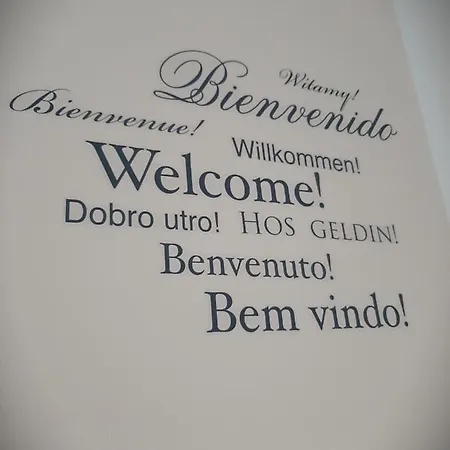 Witamy!
Bienvenido
Bienvenue!
Willkommen!
Welcome!
Dobro utro! HOS GELDIN!
Benvenuto!
Bem vindo!